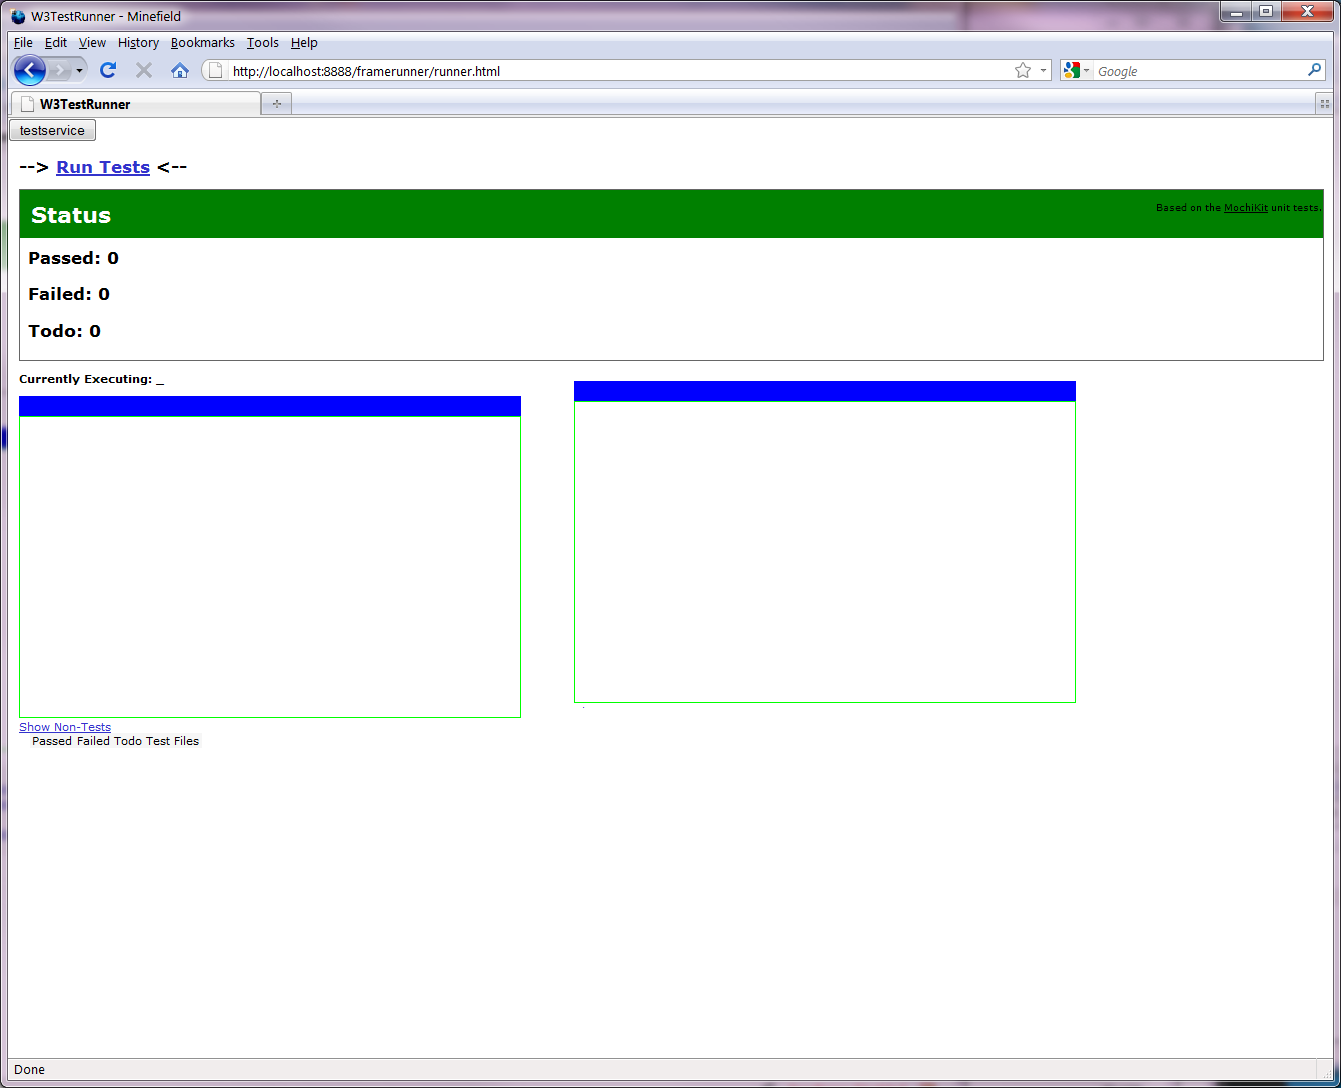 W3TestRunner - Minefield
File Edit View History Bookmarks Tools Help
http://localhost:8888/framerunner/runner.html
Google
W3TestRunner
testservice
--> Run Tests <--
Status
Based on the MochiKit unit tests.
Passed: 0
Failed: 0
Todo: 0
Currently Executing: _
Show Non-Tests
Passed Failed Todo Test Files
Done